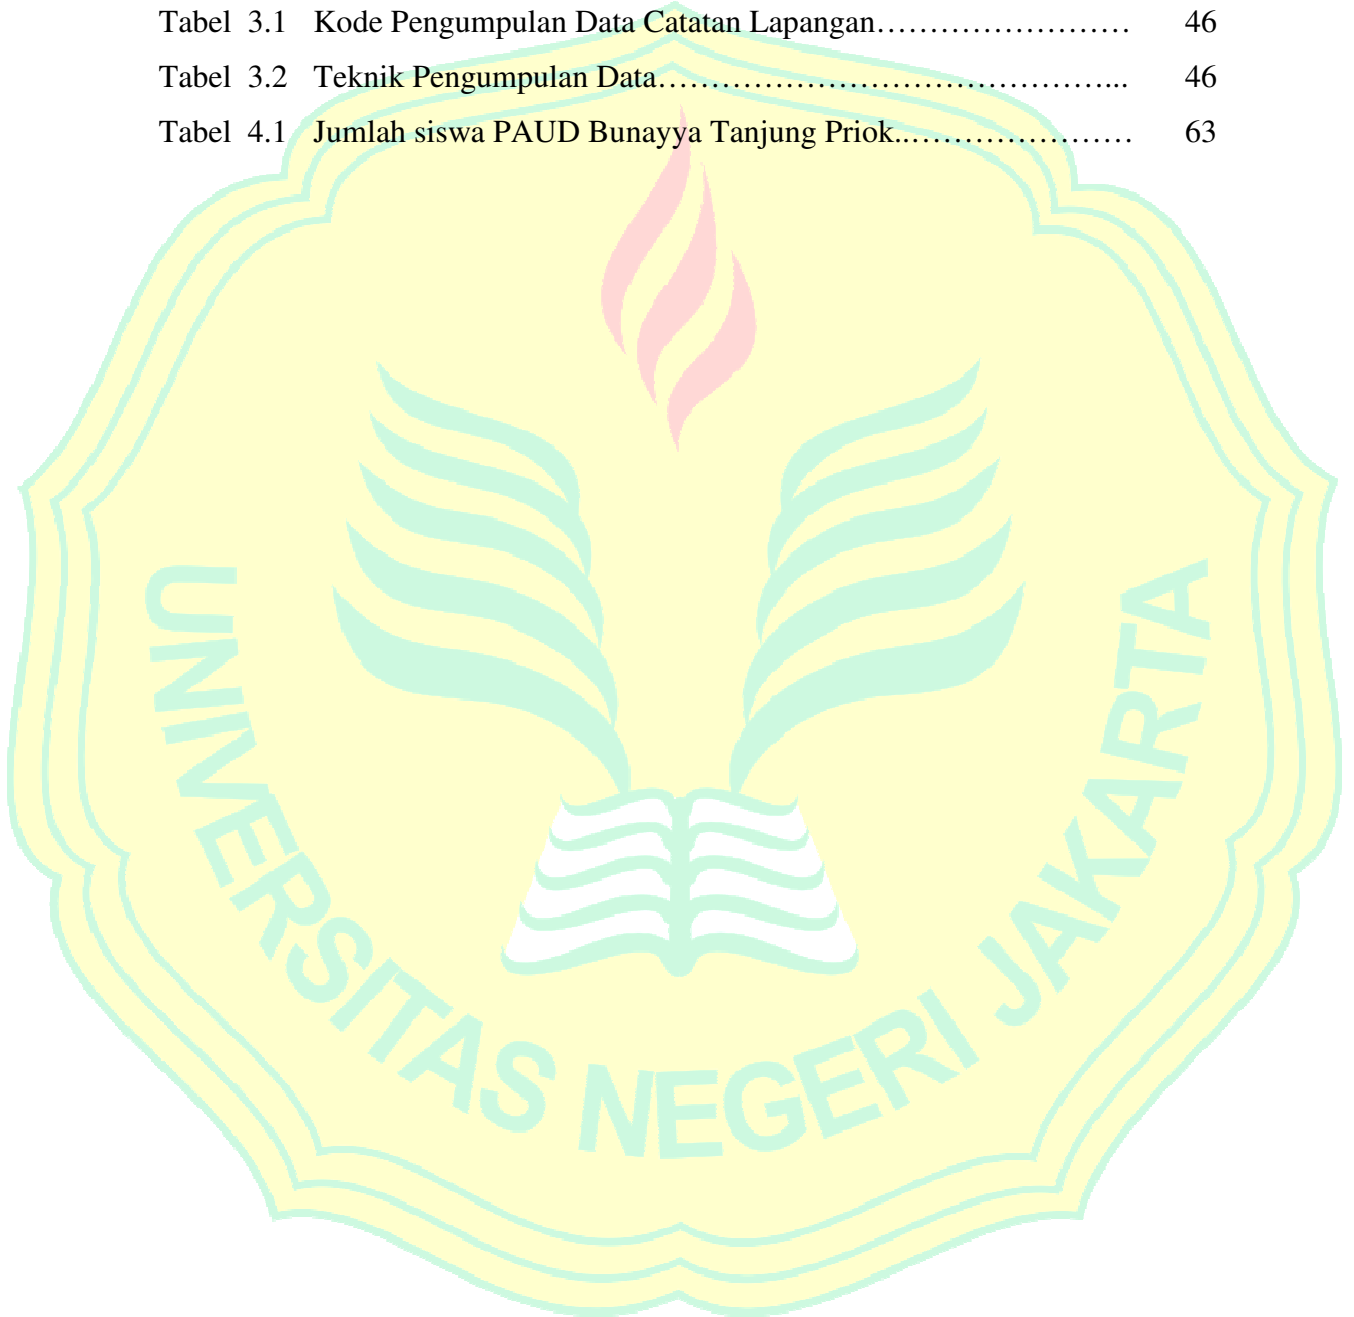 Tabel 3.1 Kode Pengumpulan Data Catatan Lapangan…………………… 46
Tabel 3.2 Teknik Pengumpulan Data……………………………………... 46
Tabel 4.1 Jumlah siswa PAUD Bunayya Tanjung Priok..………………… 63
UNIVERSITAS NEGERI JAKARTA